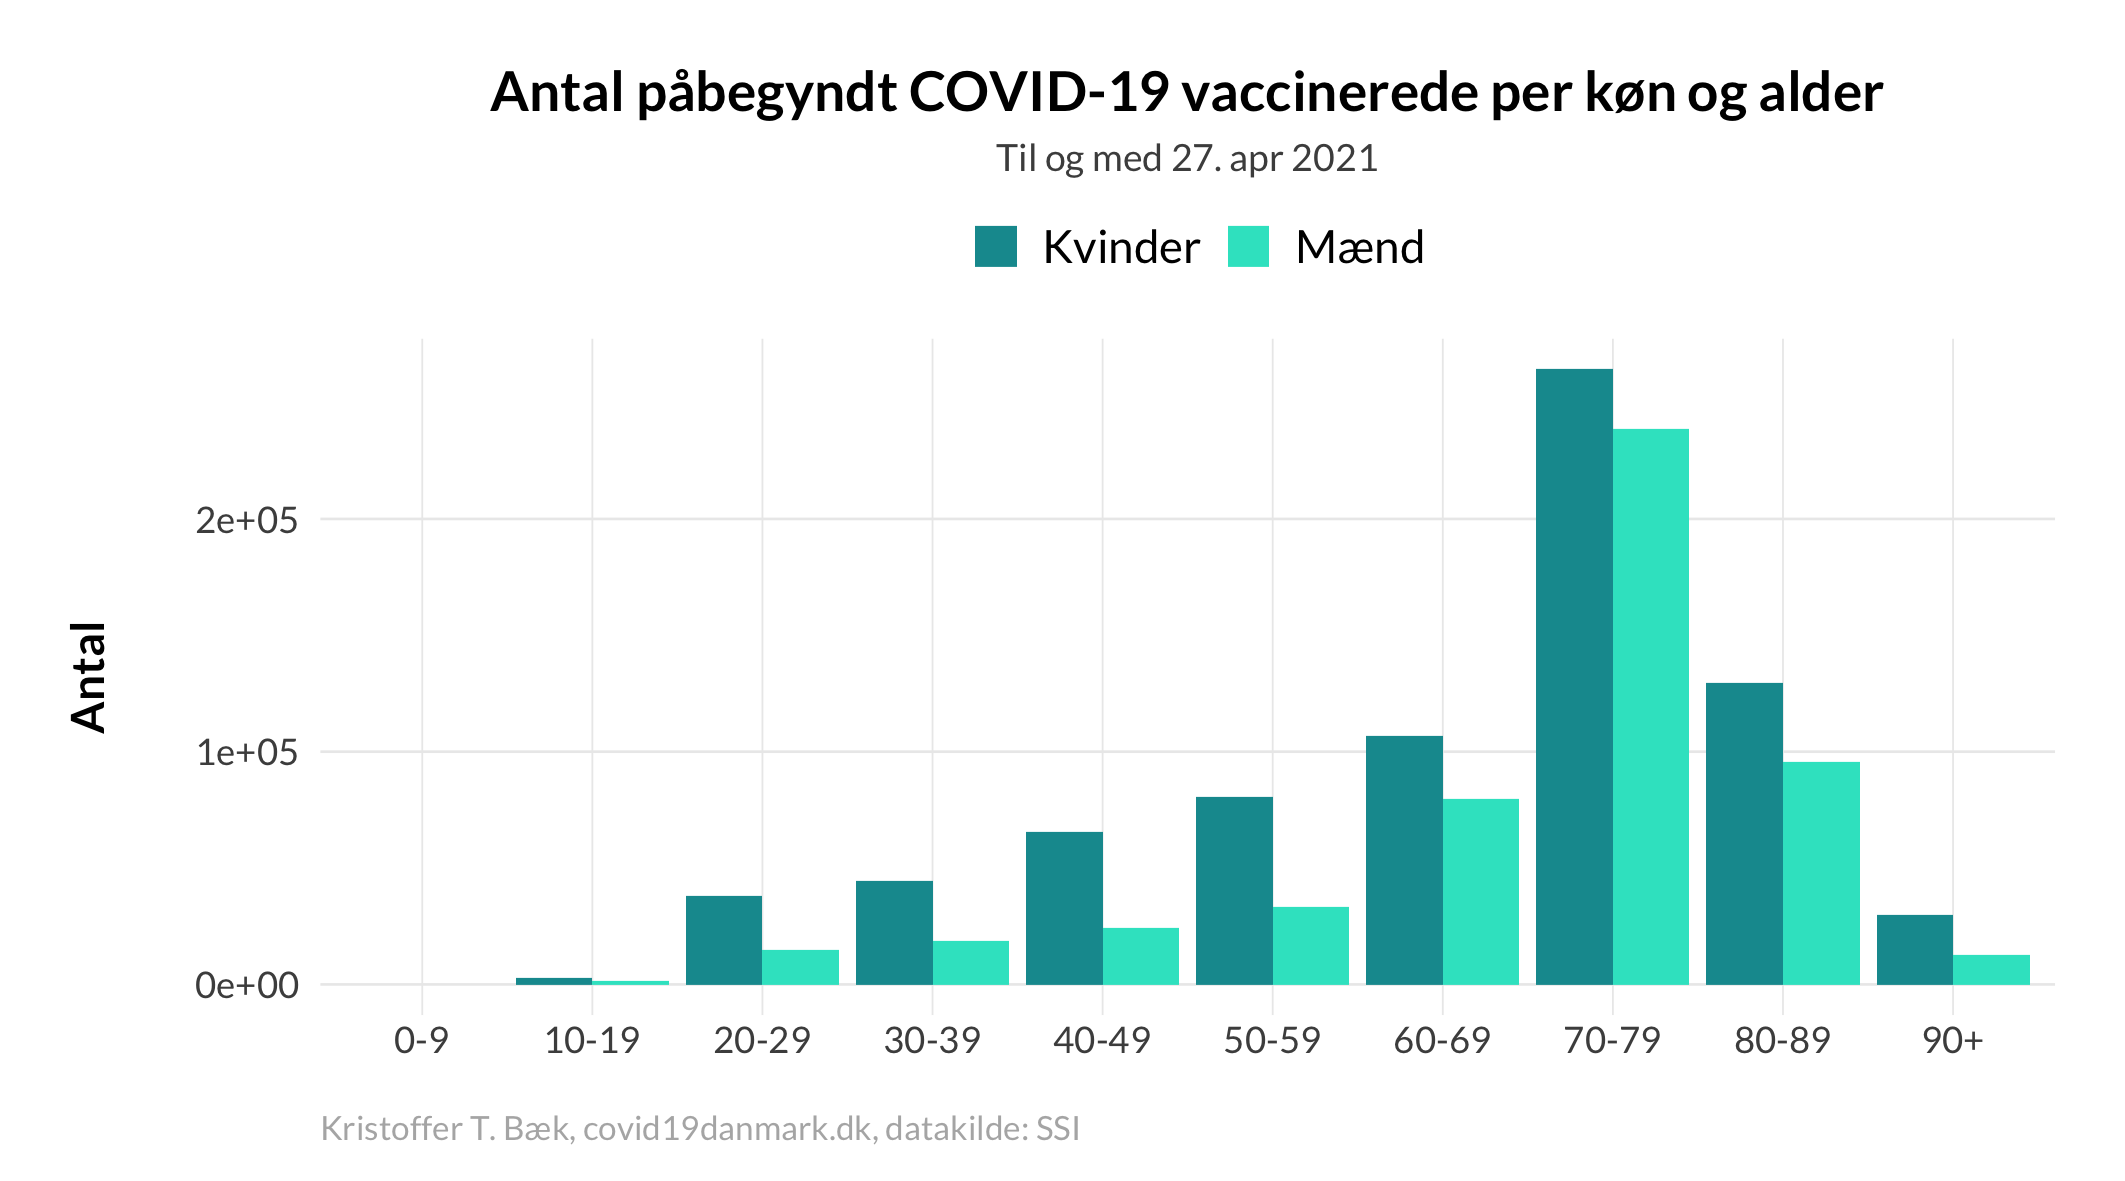 Antal påbegyndt COVID-19 vaccinerede per køn og alder
Til og med 27. apr 2021
Kvinder Mænd
Antal
2e+05
1e+05
0e+00
0-9 10-19 20-29 30-39 40-49 50-59 60-69 70-79 80-89 90+
Kristoffer T. Bæk, covid19danmark.dk, datakilde: SSI